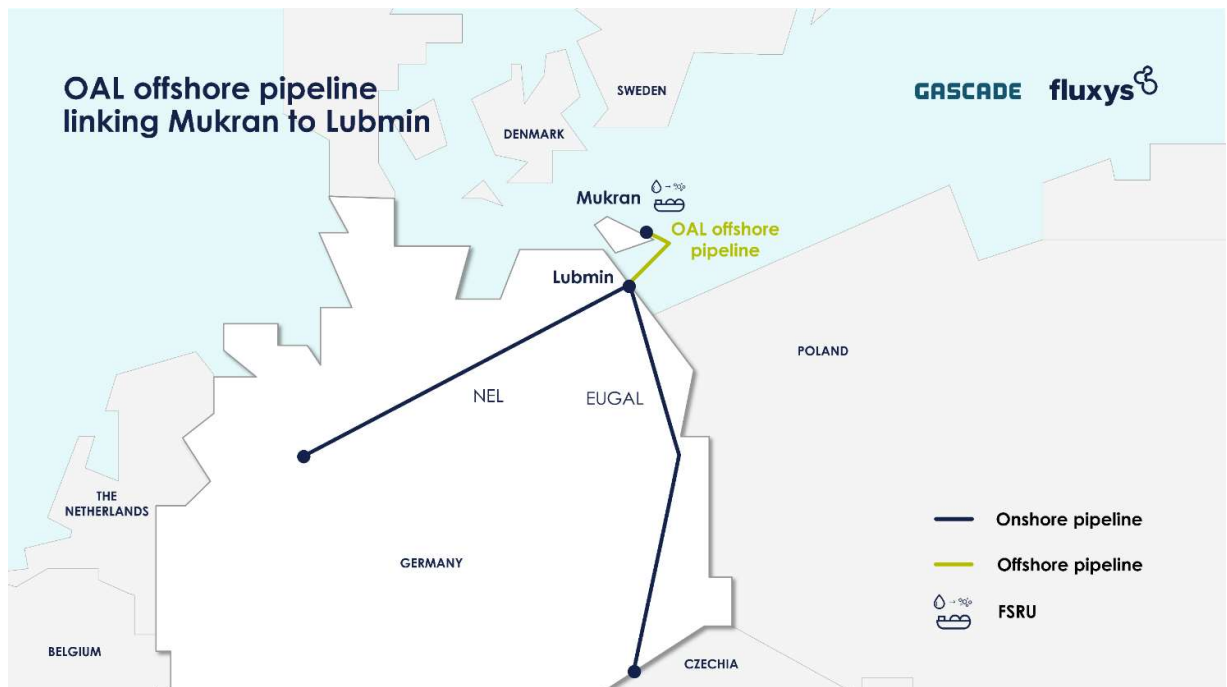 OAL offshore pipeline
linking Mukran to Lubmin
GASCADE
fluxys
SWEDEN
DENMARK
Mukran
OAL offshore
pipeline
Lubmin
POLAND
NEL
EUGAL
THE
NETHERLANDS
Onshore pipeline
GERMANY
Offshore pipeline
FSRU
BELGIUM
CZECHIA